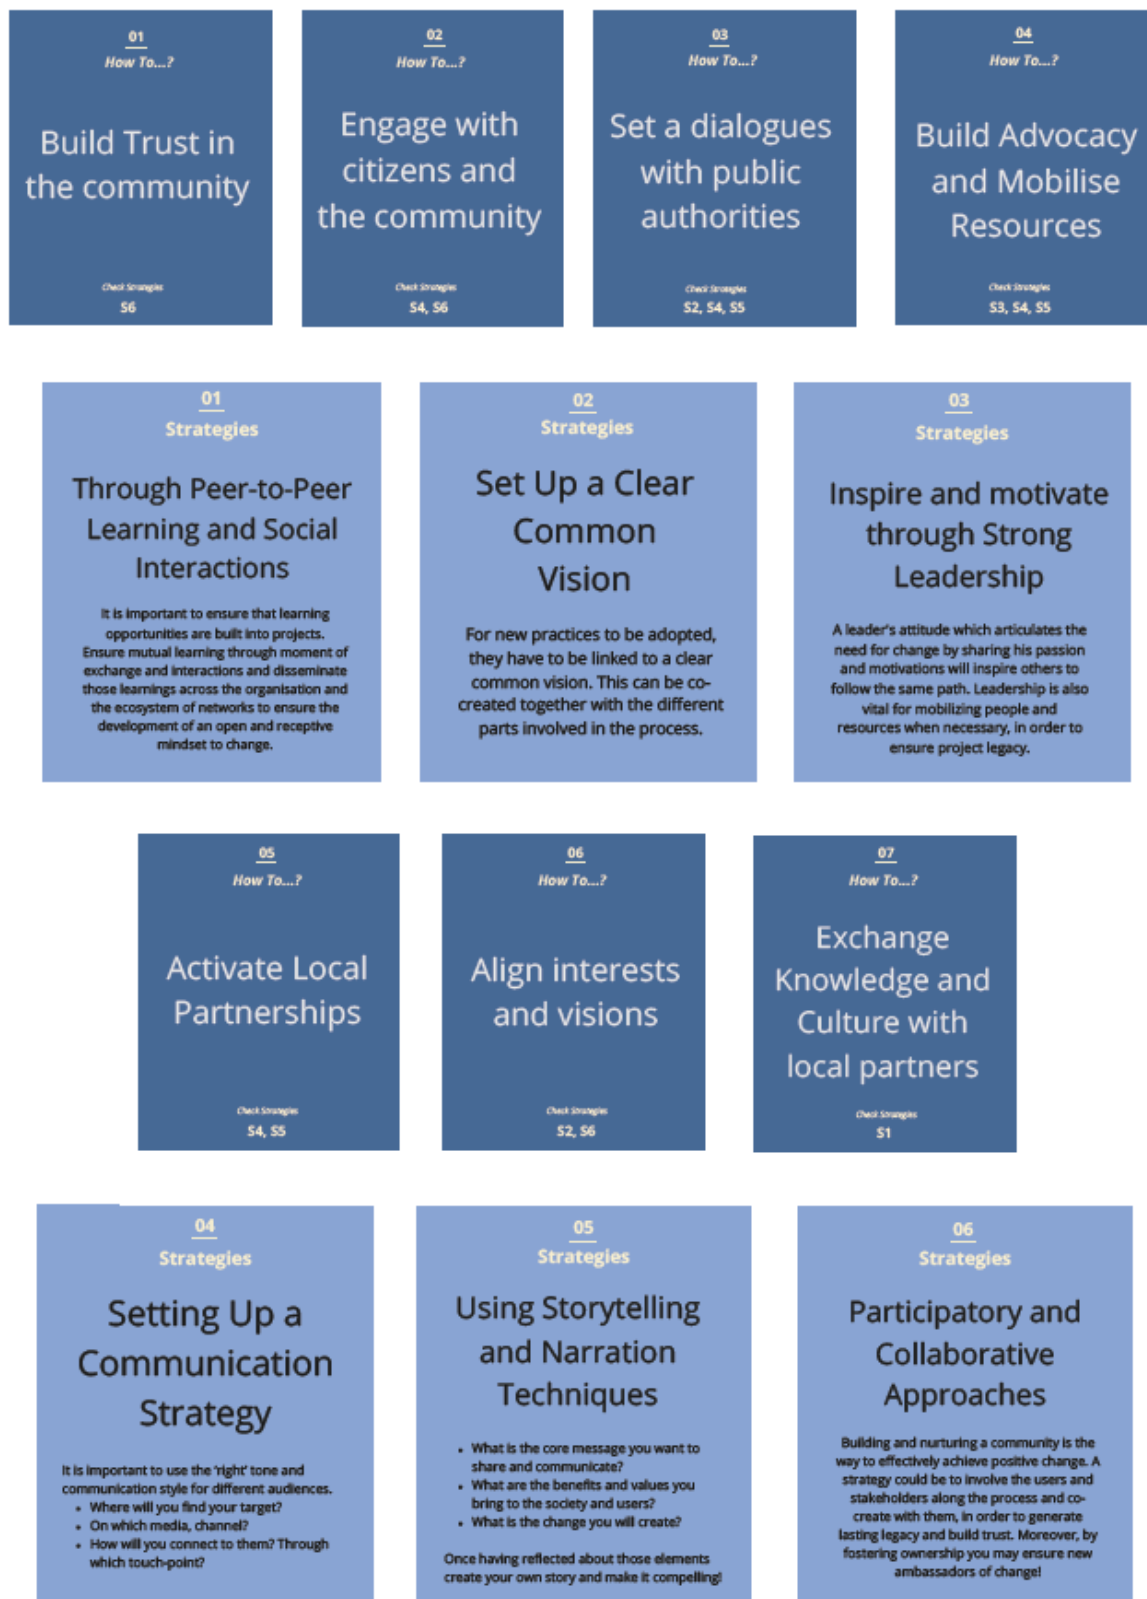 01
How To...?
Build Trust in
the community
Check Strategies
S6
02
How To...?
Engage with
citizens and
the community
Check Strategies
S4, S6
03
How To...?
Set a dialogues
with public
authorities
Check Strategies
S2, S4, S5
04
How To...?
Build Advocacy
and Mobilise
Resources
Check Strategies
S3, S4, S5
01
Strategies
Through Peer-to-Peer
Learning and Social
Interactions
It is important to ensure that learning
opportunities are built into projects.
Ensure mutual learning through moment of
exchange and interactions and disseminate
those learnings across the organisation and
the ecosystem of networks to ensure the
development of an open and receptive
mindset to change.
02
Strategies
Set Up a Clear
Common
Vision
For new practices to be adopted,
they have to be linked to a clear
common vision. This can be co-
created together with the different
parts involved in the process.
03
Strategies
Inspire and motivate
through Strong
Leadership
A leader's attitude which articulates the
need for change by sharing his passion
and motivations will inspire others to
follow the same path. Leadership is also
vital for mobilizing people and
resources when necessary, in order to
ensure project legacy.
05
How To...?
Activate Local
Partnerships
Check Strategies
S4, S5
06
How To...?
Align interests
and visions
Check Strategies
S2, S6
07
How To...?
Exchange
Knowledge and
Culture with
local partners
Check Strategies
S1
04
Strategies
Setting Up a
Communication
Strategy
It is important to use the 'right' tone and
communication style for different audiences.
• Where will you find your target?
• On which media, channel?
• How will you connect to them? Through
which touch-point?
05
Strategies
Using Storytelling
and Narration
Techniques
• What is the core message you want to
share and communicate?
• What are the benefits and values you
bring to the society and users?
• What is the change you will create?
Once having reflected about those elements
create your own story and make it compelling!
06
Strategies
Participatory and
Collaborative
Approaches
Building and nurturing a community is the
way to effectively achieve positive change. A
strategy could be to involve the users and
stakeholders along the process and co-
create with them, in order to generate
lasting legacy and build trust. Moreover, by
fostering ownership you may ensure new
ambassadors of change!